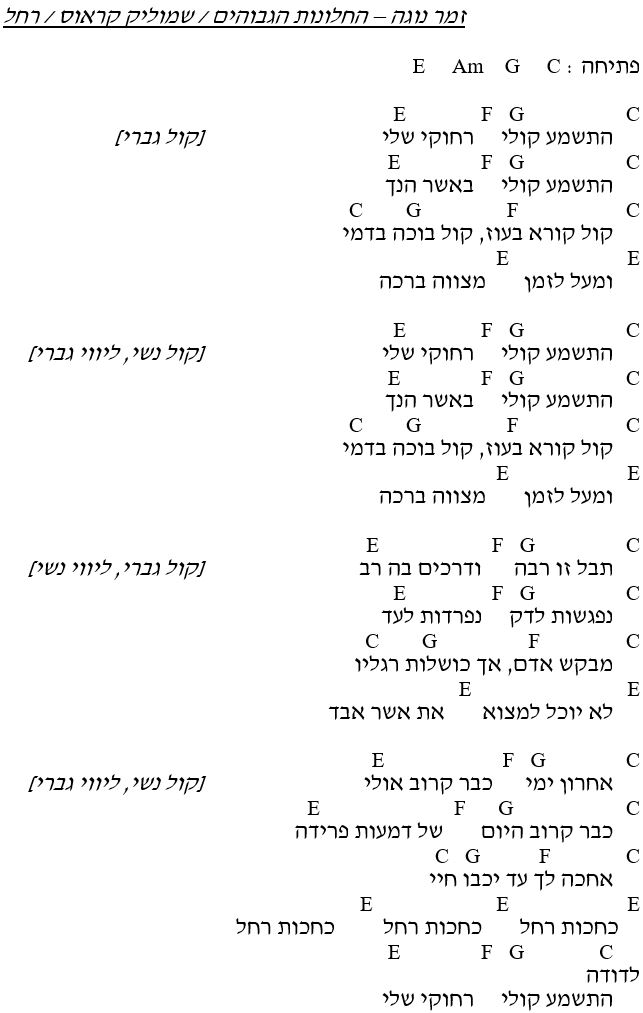 זמר נוגה – החלונות הגבוהים / שמוליק קראוס / רחל
פתיחה : C G Am E
C G F E
התשמע קולי רחוקי שלי [קול גברי]
C G F E
התשמע קולי באשר הנך
C F G C
קול קורא בעוז, קול בוכה בדמי
E E
ומעל לזמן מצווה ברכה
C G F E
התשמע קולי רחוקי שלי [קול נשי, ליווי גברי]
C G F E
התשמע קולי באשר הנך
C F G C
קול קורא בעוז, קול בוכה בדמי
E E
ומעל לזמן מצווה ברכה
C G F E
תבל זו רבה ודרכים בה רב [קול גברי, ליווי נשי]
C G F E
נפגשות לדק נפרדות לעד
C F G C
מבקש אדם, אך כושלות רגליו
E E
לא יוכל למצוא את אשר אבד
C G F E
אחרון ימי כבר קרוב אולי [קול נשי, ליווי גברי]
C G F E
כבר קרוב היום של דמעות פרידה
C F G C
אחכה לך עד יכבו חיי
E E E
כחכות רחל כחכות רחל כחכות רחל
C G F E
לדודה
התשמע קולי רחוקי שלי